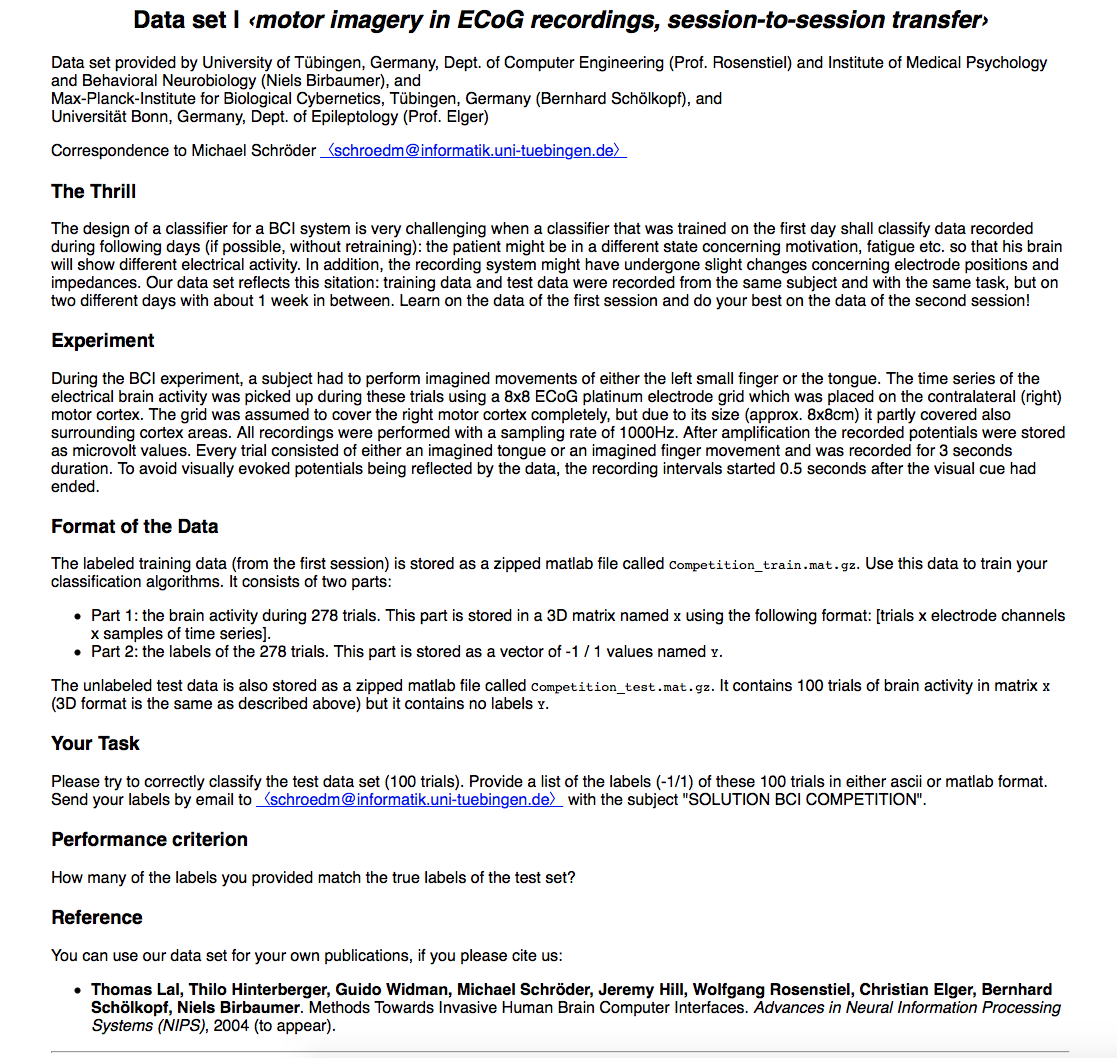 Data set I ‹motor imagery in ECoG recordings, session-to-session transfer›
Data set provided by University of Tübingen, Germany, Dept. of Computer Engineering (Prof. Rosenstiel) and Institute of Medical Psychology
and Behavioral Neurobiology (Niels Birbaumer), and
Max-Planck-Institute for Biological Cybernetics, Tübingen, Germany (Bernhard Schölkopf), and
Universität Bonn, Germany, Dept. of Epileptology (Prof. Elger)
Correspondence to Michael Schröder 〈schroedm@informatik.uni-tuebingen.de〉
The Thrill
The design of a classifier for a BCI system is very challenging when a classifier that was trained on the first day shall classify data recorded
during following days (if possible, without retraining): the patient might be in a different state concerning motivation, fatigue etc. so that his brain
will show different electrical activity. In addition, the recording system might have undergone slight changes concerning electrode positions and
impedances. Our data set reflects this sitation: training data and test data were recorded from the same subject and with the same task, but on
two different days with about 1 week in between. Learn on the data of the first session and do your best on the data of the second session!
Experiment
During the BCI experiment, a subject had to perform imagined movements of either the left small finger or the tongue. The time series of the
electrical brain activity was picked up during these trials using a 8x8 ECoG platinum electrode grid which was placed on the contralateral (right)
motor cortex. The grid was assumed to cover the right motor cortex completely, but due to its size (approx. 8x8cm) it partly covered also
surrounding cortex areas. All recordings were performed with a sampling rate of 1000Hz. After amplification the recorded potentials were stored
as microvolt values. Every trial consisted of either an imagined tongue or an imagined finger movement and was recorded for 3 seconds
duration. To avoid visually evoked potentials being reflected by the data, the recording intervals started 0.5 seconds after the visual cue had
ended.
Format of the Data
The labeled training data (from the first session) is stored as a zipped matlab file called Competition_train.mat.gz. Use this data to train your
classification algorithms. It consists of two parts:
• Part 1: the brain activity during 278 trials. This part is stored in a 3D matrix named X using the following format: [trials x electrode channels
x samples of time series].
• Part 2: the labels of the 278 trials. This part is stored as a vector of -1 / 1 values named Y.
The unlabeled test data is also stored as a zipped matlab file called Competition_test.mat.gz. It contains 100 trials of brain activity in matrix X
(3D format is the same as described above) but it contains no labels Y.
Your Task
Please try to correctly classify the test data set (100 trials). Provide a list of the labels (-1/1) of these 100 trials in either ascii or matlab format.
Send your labels by email to 〈schroedm@informatik.uni-tuebingen.de〉 with the subject "SOLUTION BCI COMPETITION".
Performance criterion
How many of the labels you provided match the true labels of the test set?
Reference
You can use our data set for your own publications, if you please cite us:
• Thomas Lal, Thilo Hinterberger, Guido Widman, Michael Schröder, Jeremy Hill, Wolfgang Rosenstiel, Christian Elger, Bernhard
Schölkopf, Niels Birbaumer. Methods Towards Invasive Human Brain Computer Interfaces. Advances in Neural Information Processing
Systems (NIPS), 2004 (to appear).